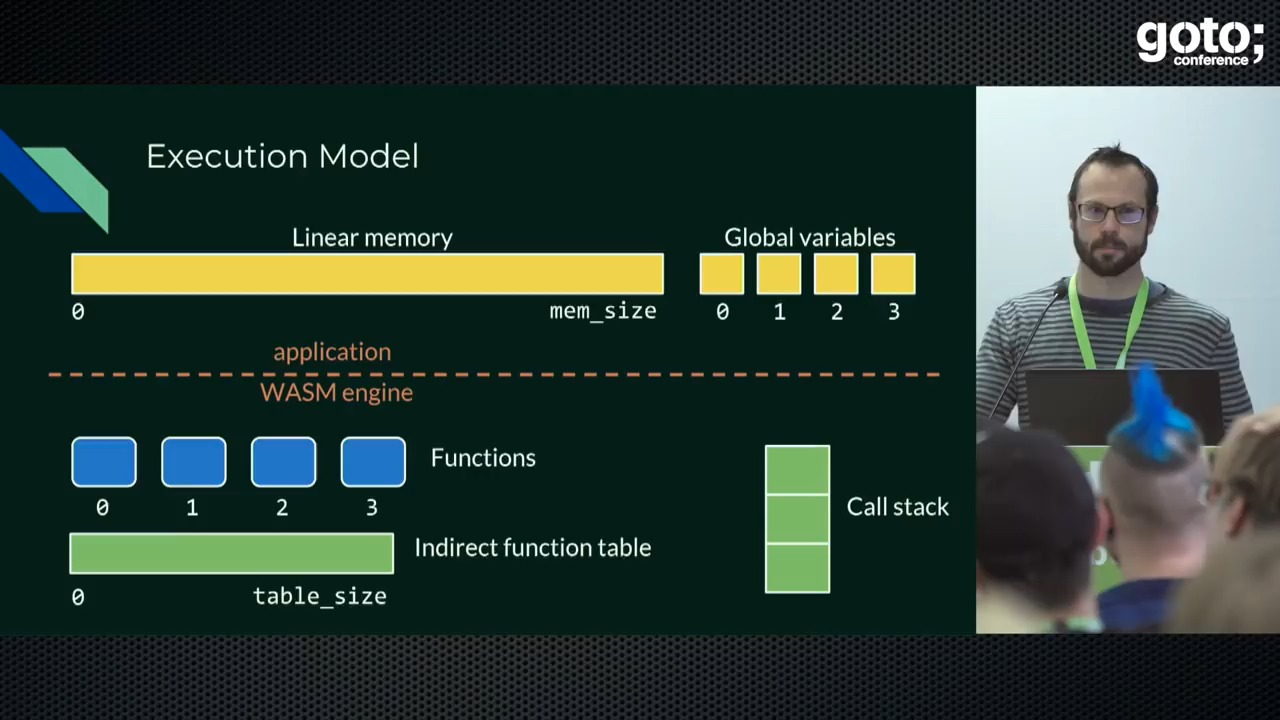 goto;
conference
Execution Model
Linear memory
Global variables
0
mem_size
0 1 2 3
application
WASM engine
Functions
0 1 2 3
Call stack
Indirect function table
0
table_size